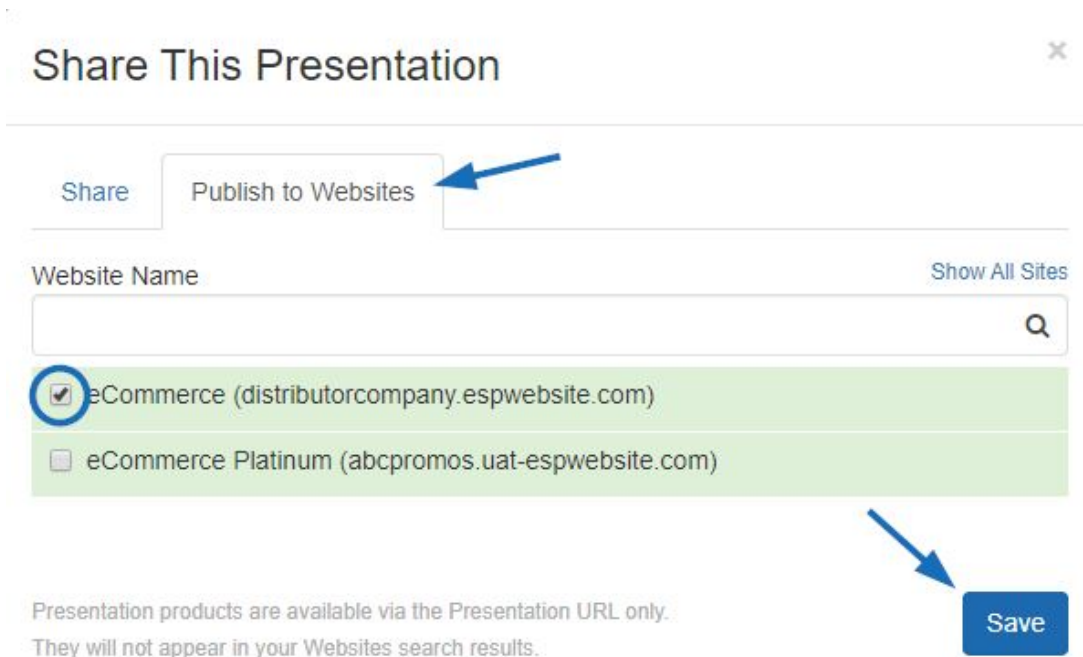 Share This Presentation
×
Share
Publish to Websites
Website Name
Show All Sites
eCommerce (distributorcompany.espwebsite.com)
eCommerce Platinum (abcpromos.uat-espwebsite.com)
Presentation products are available via the Presentation URL only.
They will not appear in your Websites search results.
Save